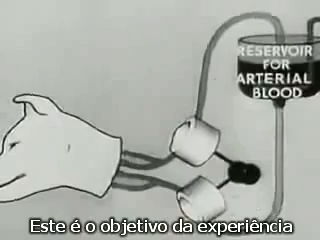 RESERVOIR
FOR
ARTERIAL
BLOOD
Este é o objetivo da experiência